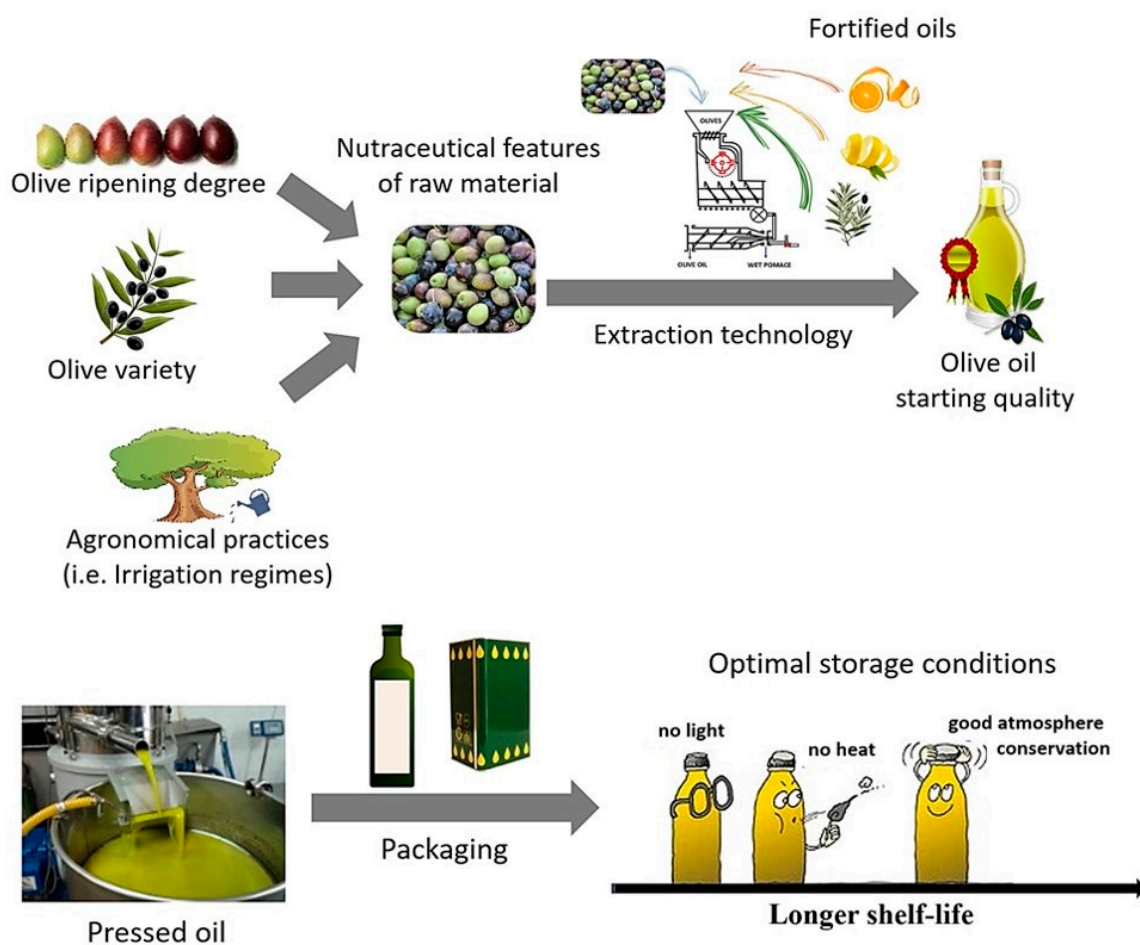 Fortified oils
OLIVES
Olive ripening degree
Nutraceutical features
of raw material
OLIVE OIL
WET POMACE
Extraction technology
Olive variety
Olive oil
starting quality
Agronomical practices
(i.e. Irrigation regimes)
Optimal storage conditions
no light
no heat
good atmosphere
conservation
Packaging
Longer shelf-life
Pressed oil